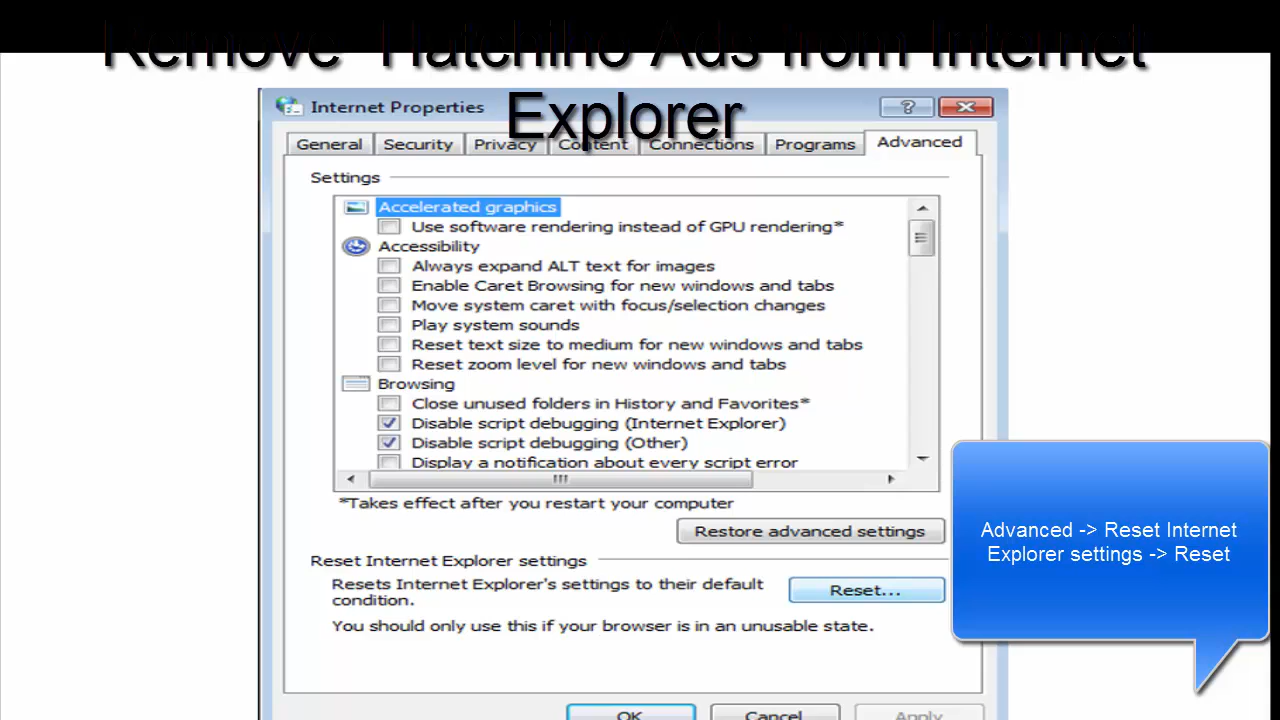 Remove Hatchiho Ads from Internet
Explorer
Internet Properties
General Security Privacy Content Connections Programs Advanced
Settings
Accelerated graphics
Use software rendering instead of GPU rendering*
Accessibility
Always expand ALT text for images
Enable Caret Browsing for new windows and tabs
Move system caret with focus/selection changes
Play system sounds
Reset text size to medium for new windows and tabs
Reset zoom level for new windows and tabs
Browsing
Close unused folders in History and Favorites*
Disable script debugging (Internet Explorer)
Disable script debugging (Other)
Display a notification about every script error
*Takes effect after you restart your computer
Restore advanced settings
Reset Internet Explorer settings
Resets Internet Explorer's settings to their default
condition.
Reset...
You should only use this if your browser is in an unusable state.
Advanced -> Reset Internet
Explorer settings -> Reset
OK Cancel Apply